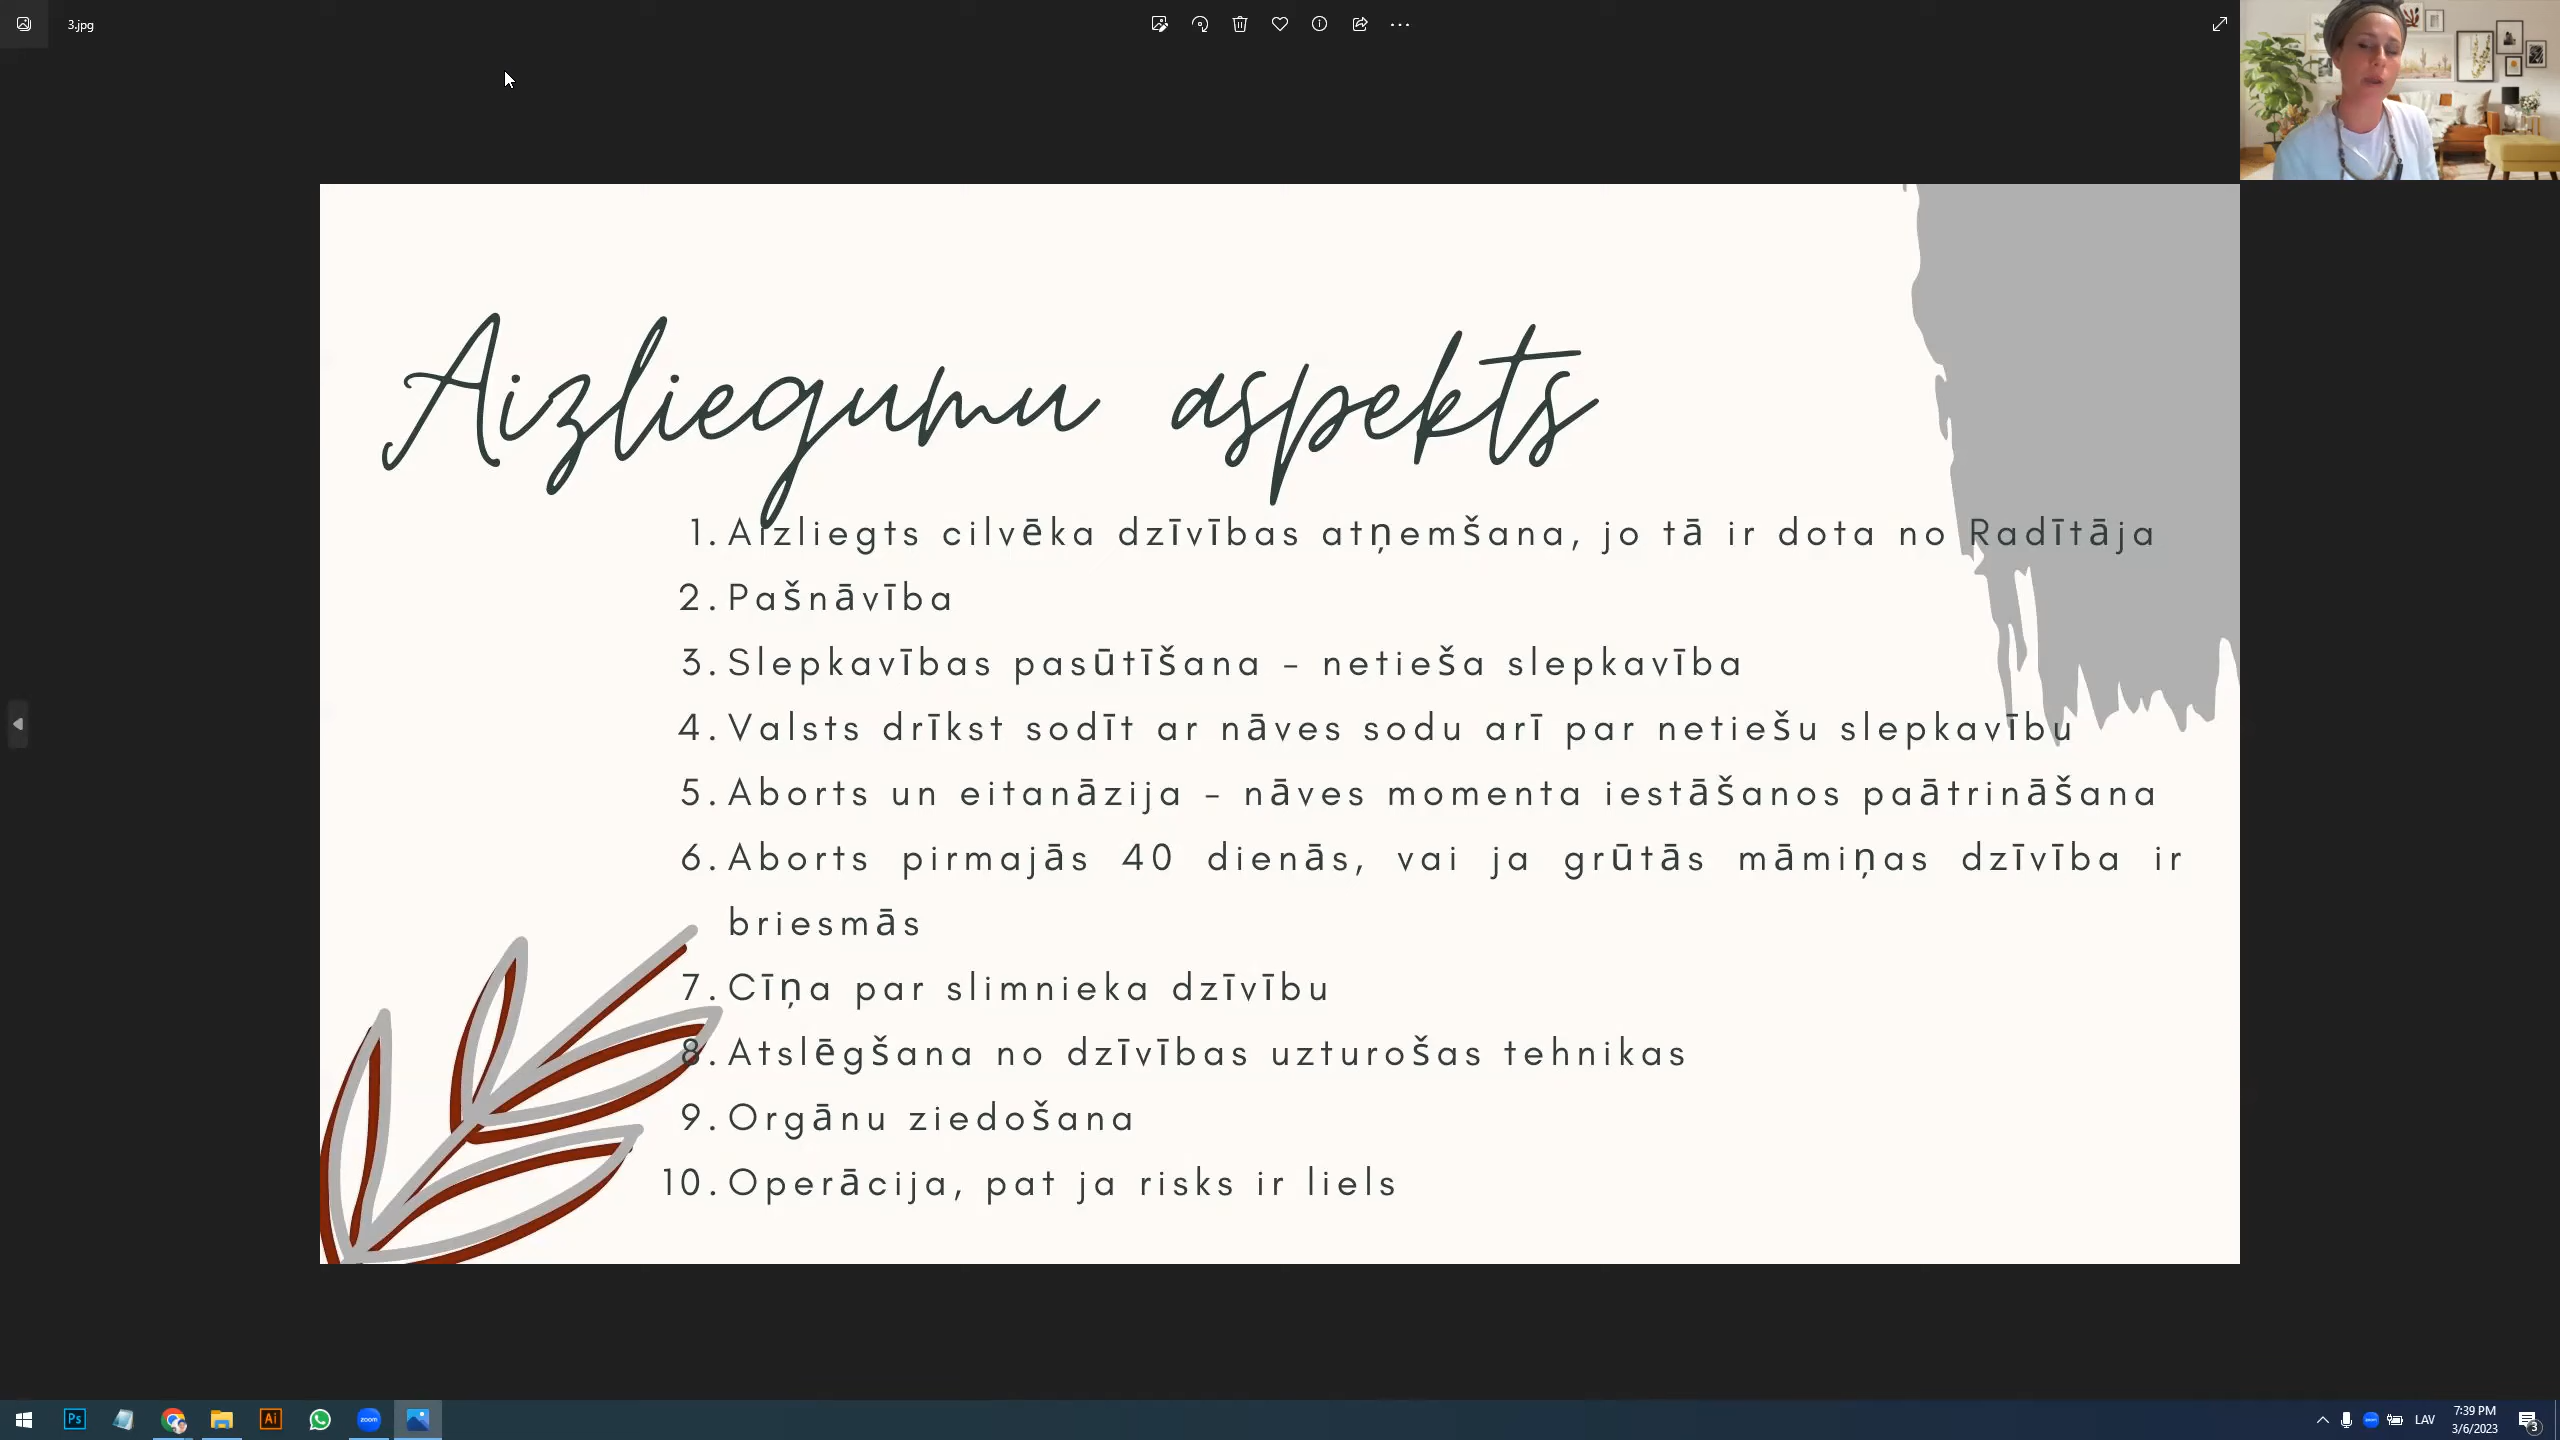 3.jpg
Aizliegumu aspekts
1. Aizliegts cilvēka dzīvības atņemšana, jo tā ir dota no Radītāja
2. Pašnāvība
3. Slepkavības pasūtīšana – netieša slepkavība
4. Valsts drīkst sodīt ar nāves sodu arī par netiešu slepkavību
5. Aborts un eitanāzija – nāves momenta iestāšanos paātrināšana
6. Aborts pirmajās 40 dienās, vai ja grūtās māmiņas dzīvība ir
briesmās
7. Cīņa par slimnieka dzīvību
8. Atslēgšana no dzīvības uzturošas tehnikas
9. Orgānu ziedošana
10. Operācija, pat ja risks ir liels
Ps
Ai
zoom
LAV
7:39 PM
3/6/2023
3